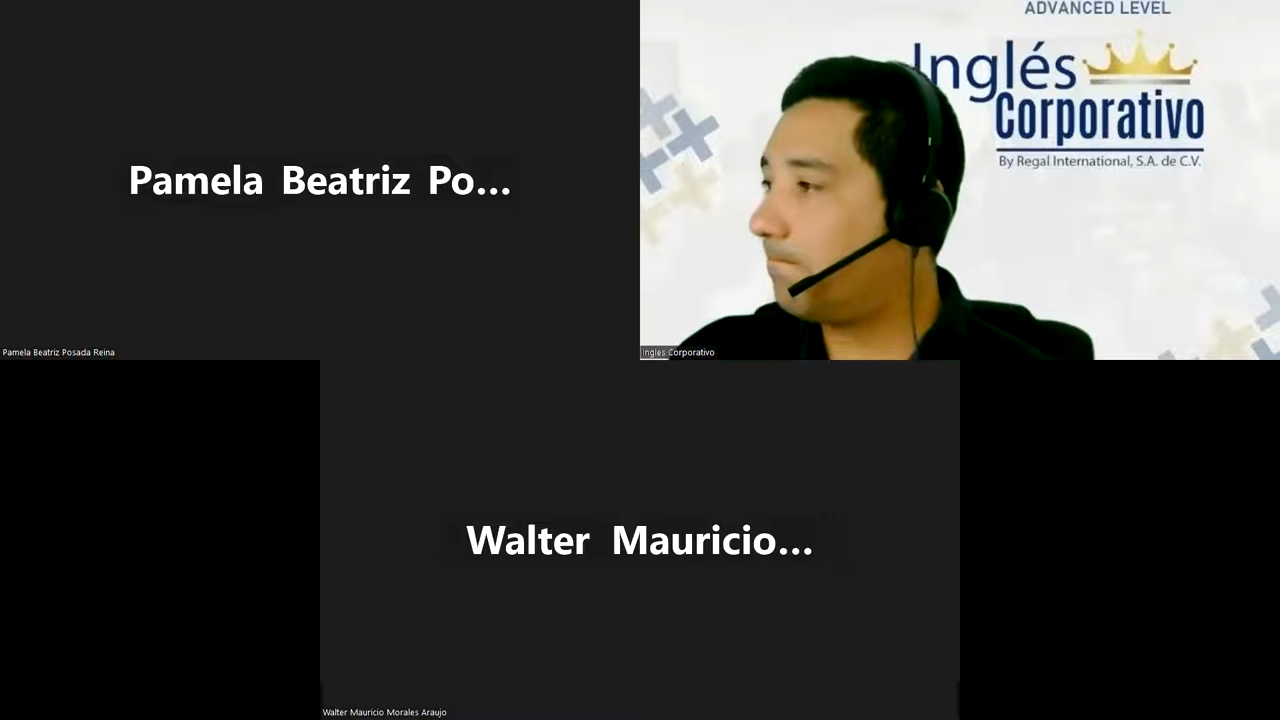 Pamela Beatriz Po...
Pamela Beatriz Posada Reina
ADVANCED LEVEL
Inglés
Corporativo
By Regal International, S.A. de C.V.
Ingles Corporativo
Walter Mauricio...
Walter Mauricio Morales Araujo